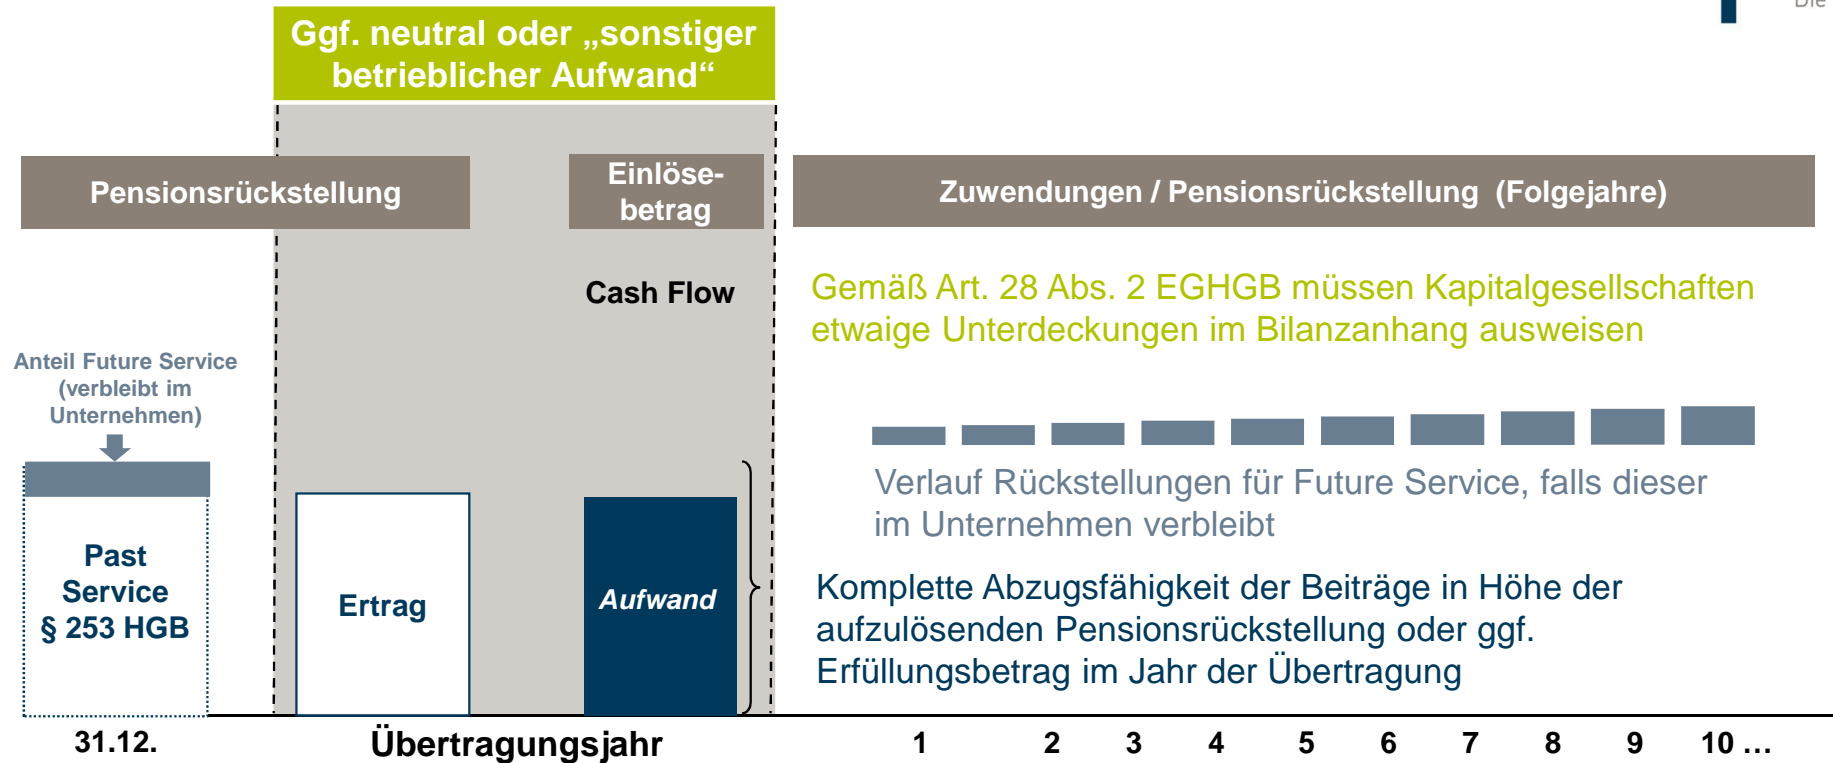 Die
Ggf. neutral oder „sonstiger
betrieblicher Aufwand“
Pensionsrückstellung
Einlöse-
betrag
Zuwendungen / Pensionsrückstellung (Folgejahre)
Cash Flow
Gemäß Art. 28 Abs. 2 EGHGB müssen Kapitalgesellschaften
etwaige Unterdeckungen im Bilanzanhang ausweisen
Anteil Future Service
(verbleibt im
Unternehmen)
Verlauf Rückstellungen für Future Service, falls dieser
im Unternehmen verbleibt
Past
Service
§ 253 HGB
Ertrag
Aufwand
Komplette Abzugsfähigkeit der Beiträge in Höhe der
aufzulösenden Pensionsrückstellung oder ggf.
Erfüllungsbetrag im Jahr der Übertragung
31.12.
Übertragungsjahr
1 2 3 4 5 6 7 8 9 10 …